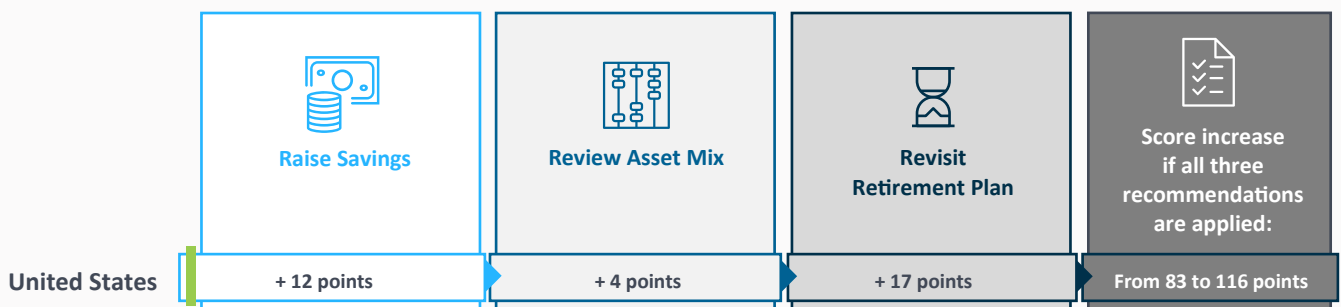 Raise Savings
Review Asset Mix
Revisit
Retirement Plan
Score increase
if all three
recommendations
are applied:
United States
+ 12 points
+ 4 points
+ 17 points
From 83 to 116 points